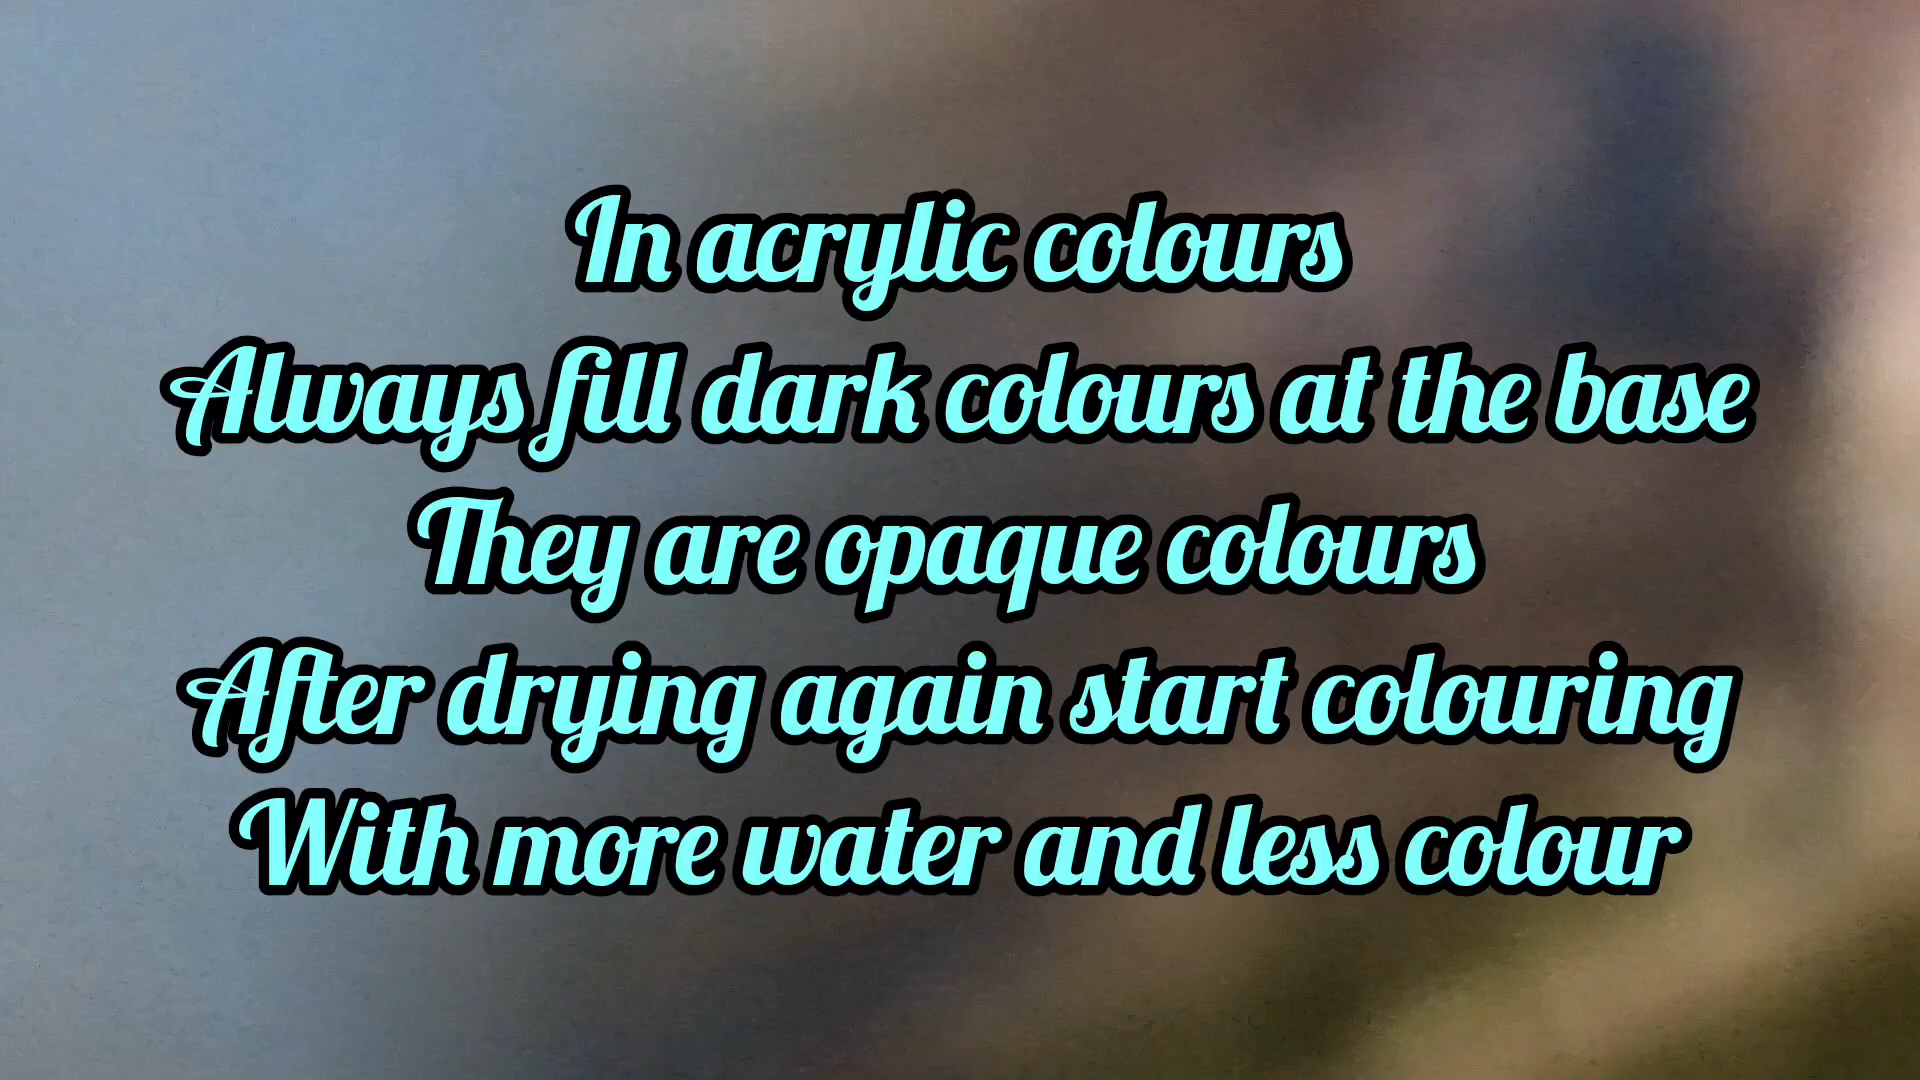 In acrylic colours
Always fill dark colours at the base
They are opaque colours
After drying again start colouring
With more water and less colour